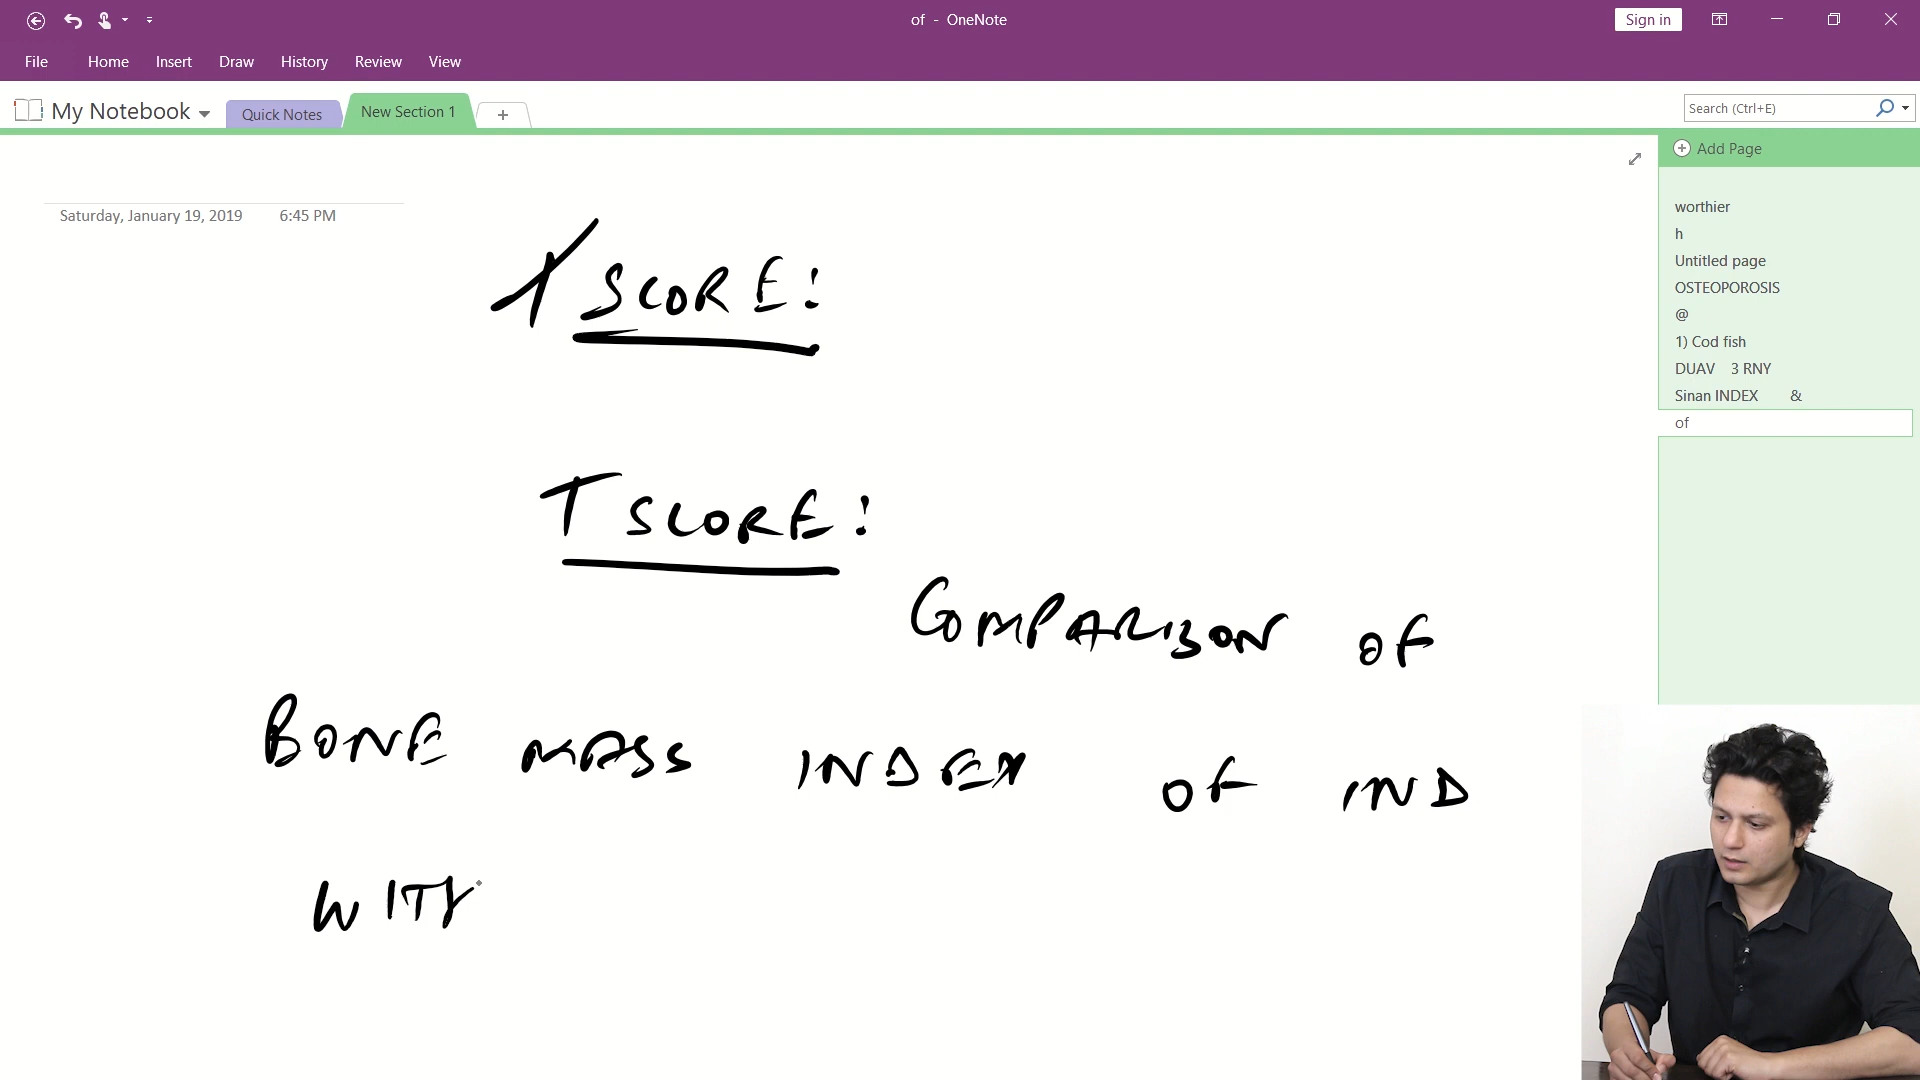 of - OneNote
Sign in
File Home Insert Draw History Review View
My Notebook Quick Notes New Section 1 +
Search (Ctrl+E)
Add Page
Saturday, January 19, 2019 6:45 PM
worthier
h
Untitled page
OSTEOPOROSIS
@
1) Cod fish
DUAV 3 RNY
Sinan INDEX &
of
SCORE:
T SCORE:
COMPARISON OF
BONE MASS INDEX OF IND
WITH